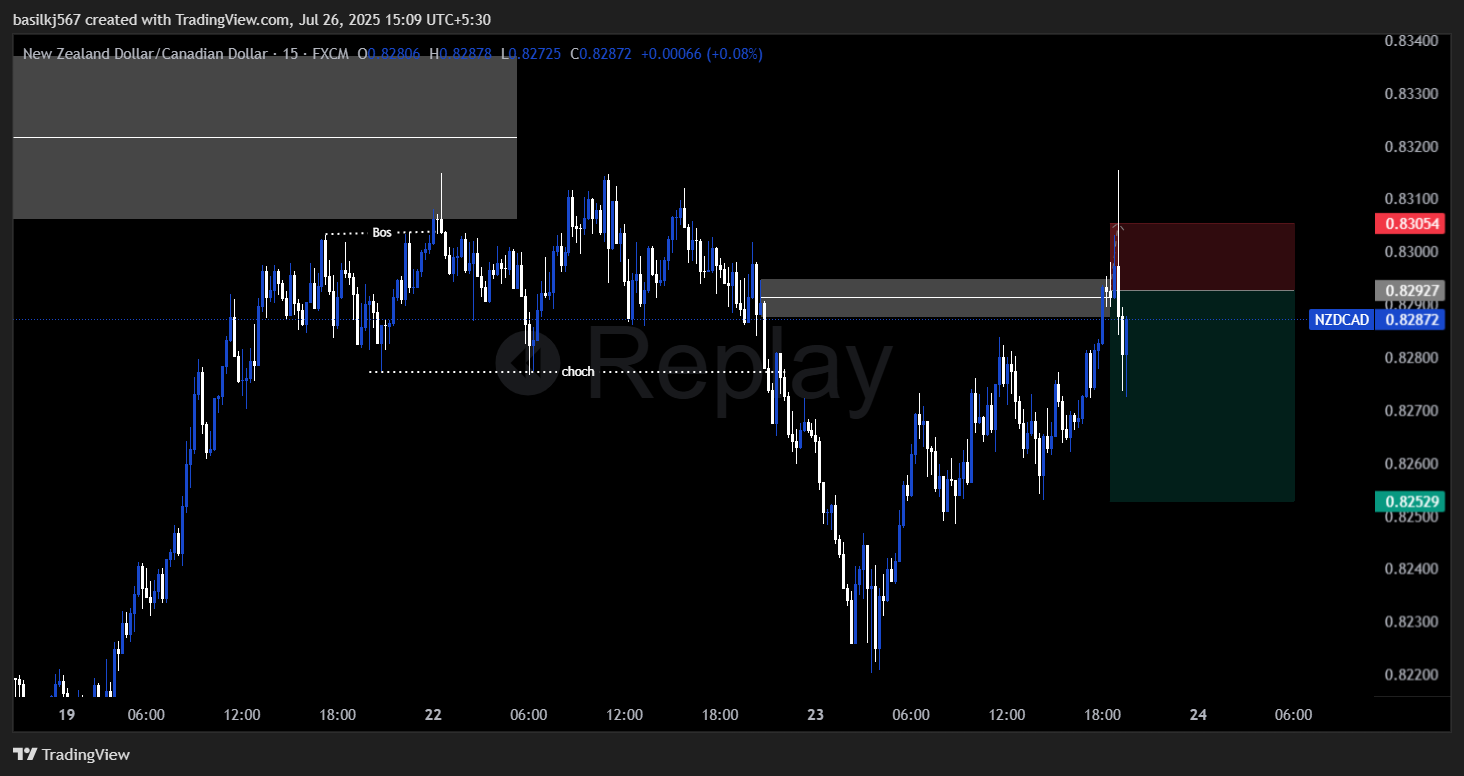 basilkj567 created with TradingView.com, Jul 26, 2025 15:09 UTC+5:30
New Zealand Dollar/Canadian Dollar · 15 · FXCM O0.82806 H0.82878 L0.82725 C0.82872 +0.00066 (+0.08%)
0.83400
0.83300
0.83200
0.83100
0.83054
Bos
0.83000
0.82927
0.82900
NZDCAD 0.82872
Replay
0.82800
choch
0.82700
0.82600
0.82529
0.82500
0.82400
0.82300
0.82200
19 06:00 12:00 18:00 22 06:00 12:00 18:00 23 06:00 12:00 18:00 24 06:00
TradingView